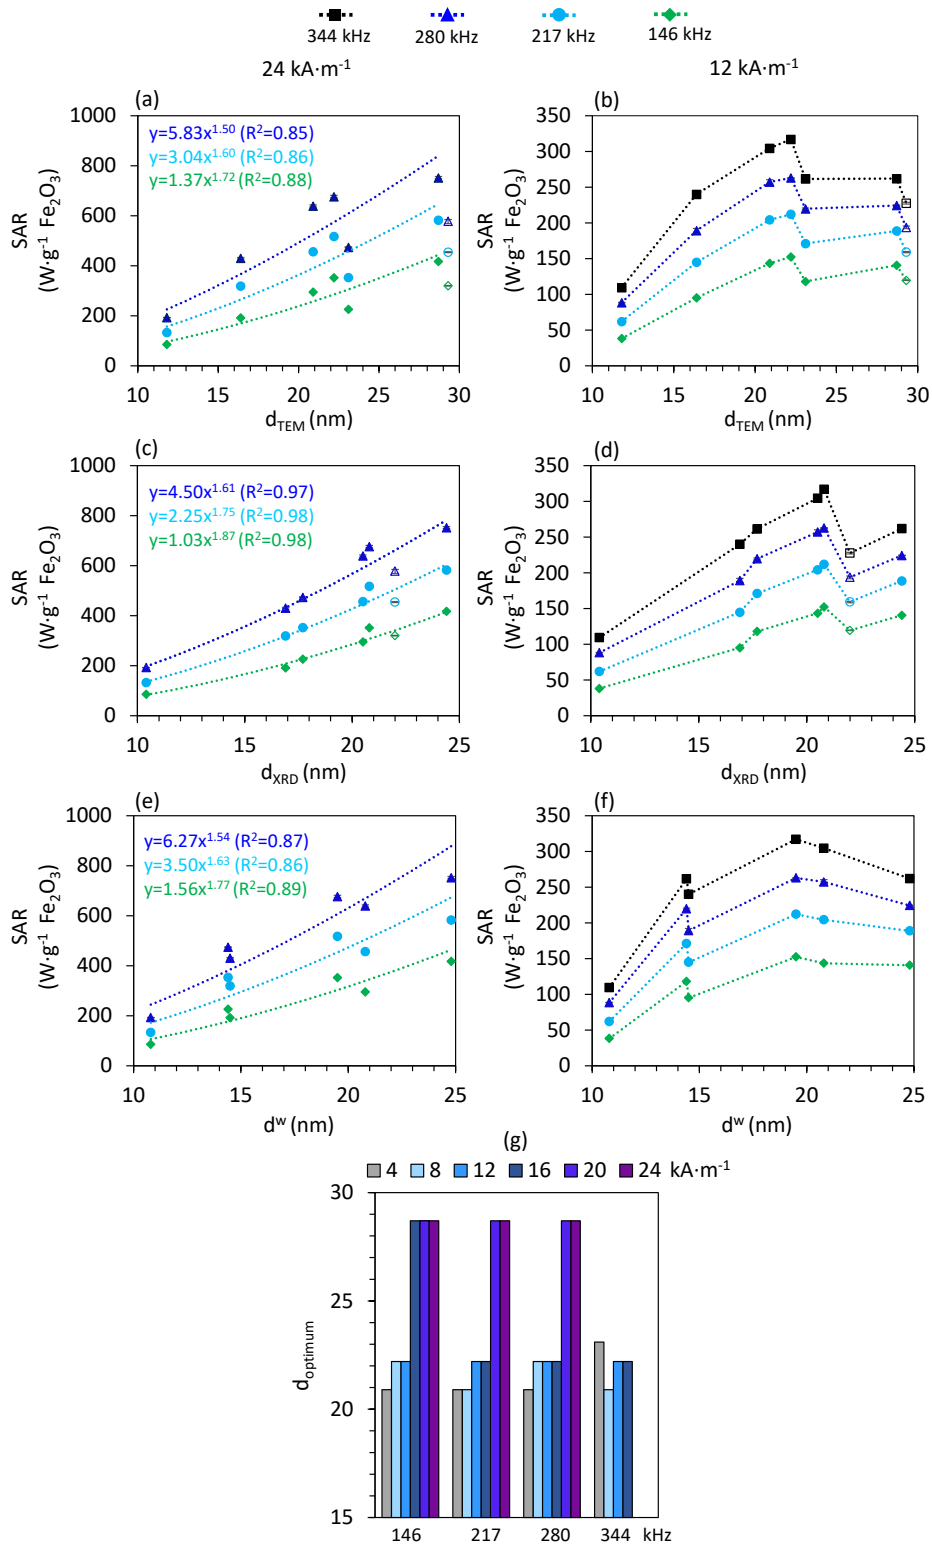 344 kHz 280 kHz 217 kHz 146 kHz
24 kA·m⁻¹ 12 kA·m⁻¹
(a)
SAR
(W·g⁻¹ Fe₂O₃)
1000
800
600
400
200
0
y=5.83x¹·⁵⁰ (R²=0.85)
y=3.04x¹·⁶⁰ (R²=0.86)
y=1.37x¹·⁷² (R²=0.88)
10 15 20 25 30
d_TEM (nm)
(b)
SAR
(W·g⁻¹ Fe₂O₃)
350
300
250
200
150
100
50
0
10 15 20 25 30
d_TEM (nm)
(c)
SAR
(W·g⁻¹ Fe₂O₃)
1000
800
600
400
200
0
y=4.50x¹·⁶¹ (R²=0.97)
y=2.25x¹·⁷⁵ (R²=0.98)
y=1.03x¹·⁸⁷ (R²=0.98)
10 15 20 25
d_XRD (nm)
(d)
SAR
(W·g⁻¹ Fe₂O₃)
350
300
250
200
150
100
50
0
10 15 20 25
d_XRD (nm)
(e)
SAR
(W·g⁻¹ Fe₂O₃)
1000
800
600
400
200
0
y=6.27x¹·⁵⁴ (R²=0.87)
y=3.50x¹·⁶³ (R²=0.86)
y=1.56x¹·⁷⁷ (R²=0.89)
10 15 20 25
dʷ (nm)
(f)
SAR
(W·g⁻¹ Fe₂O₃)
350
300
250
200
150
100
50
0
10 15 20 25
dʷ (nm)
(g)
4 8 12 16 20 24 kA·m⁻¹
d_optimum
30
25
20
15
146 217 280 344 kHz